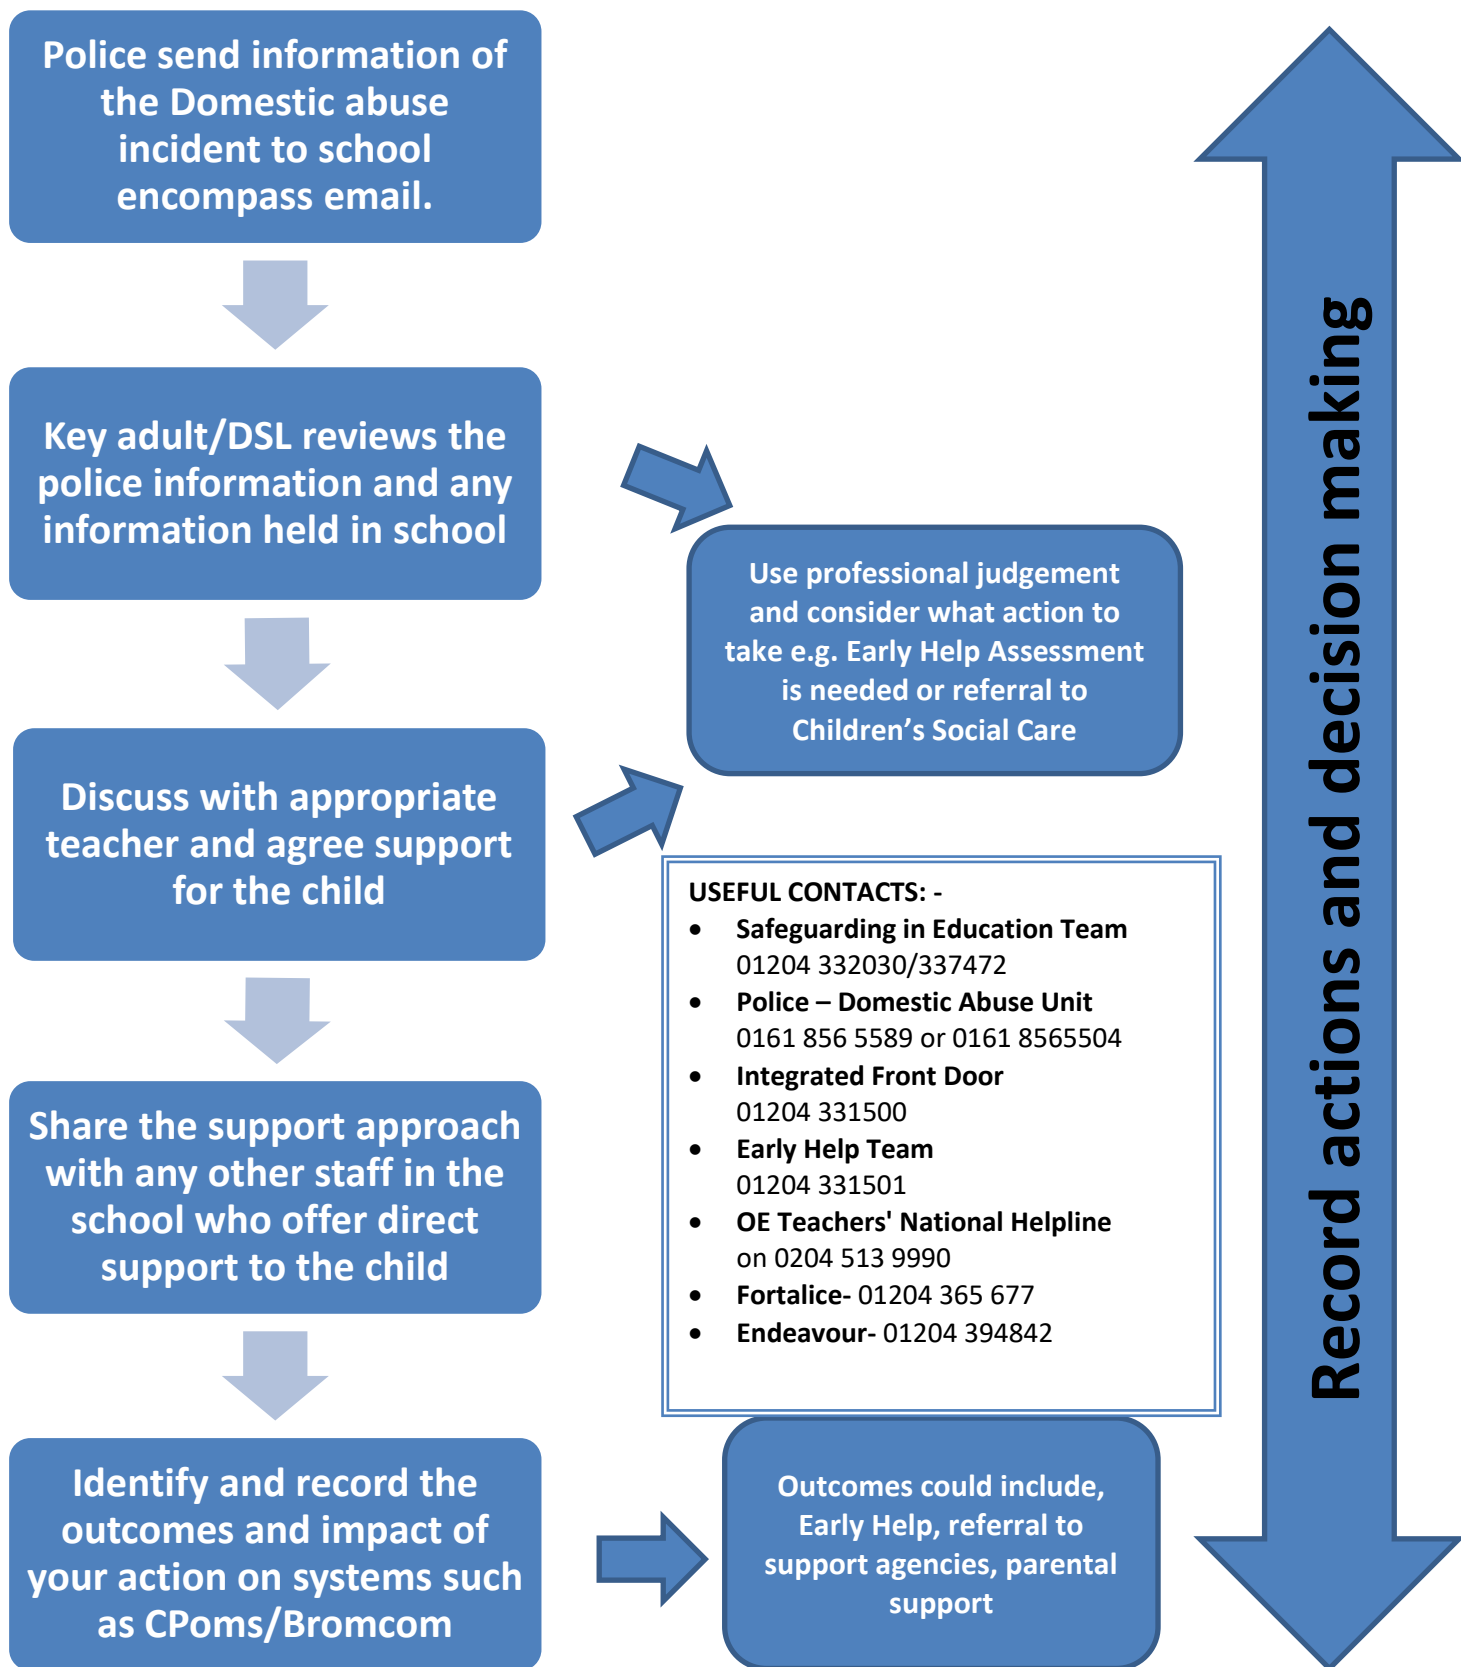 Police send information of
the Domestic abuse
incident to school
encompass email.
Key adult/DSL reviews the
police information and any
information held in school
Use professional judgement
and consider what action to
take e.g. Early Help Assessment
is needed or referral to
Children’s Social Care
Discuss with appropriate
teacher and agree support
for the child
USEFUL CONTACTS: -
• Safeguarding in Education Team
01204 332030/337472
• Police – Domestic Abuse Unit
0161 856 5589 or 0161 8565504
• Integrated Front Door
01204 331500
• Early Help Team
01204 331501
• OE Teachers' National Helpline
on 0204 513 9990
• Fortalice- 01204 365 677
• Endeavour- 01204 394842
Share the support approach
with any other staff in the
school who offer direct
support to the child
Identify and record the
outcomes and impact of
your action on systems such
as CPoms/Bromcom
Outcomes could include,
Early Help, referral to
support agencies, parental
support
Record actions and decision making